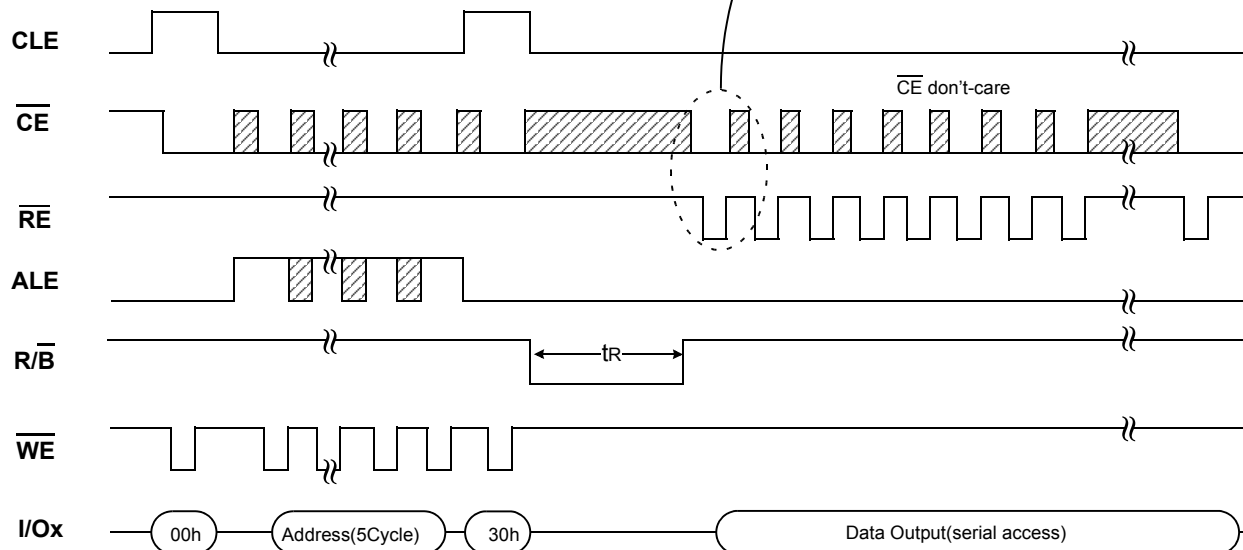 CLE
CE
CE don't-care
RE
ALE
R/B
tR
WE
I/Ox
00h
Address(5Cycle)
30h
Data Output(serial access)